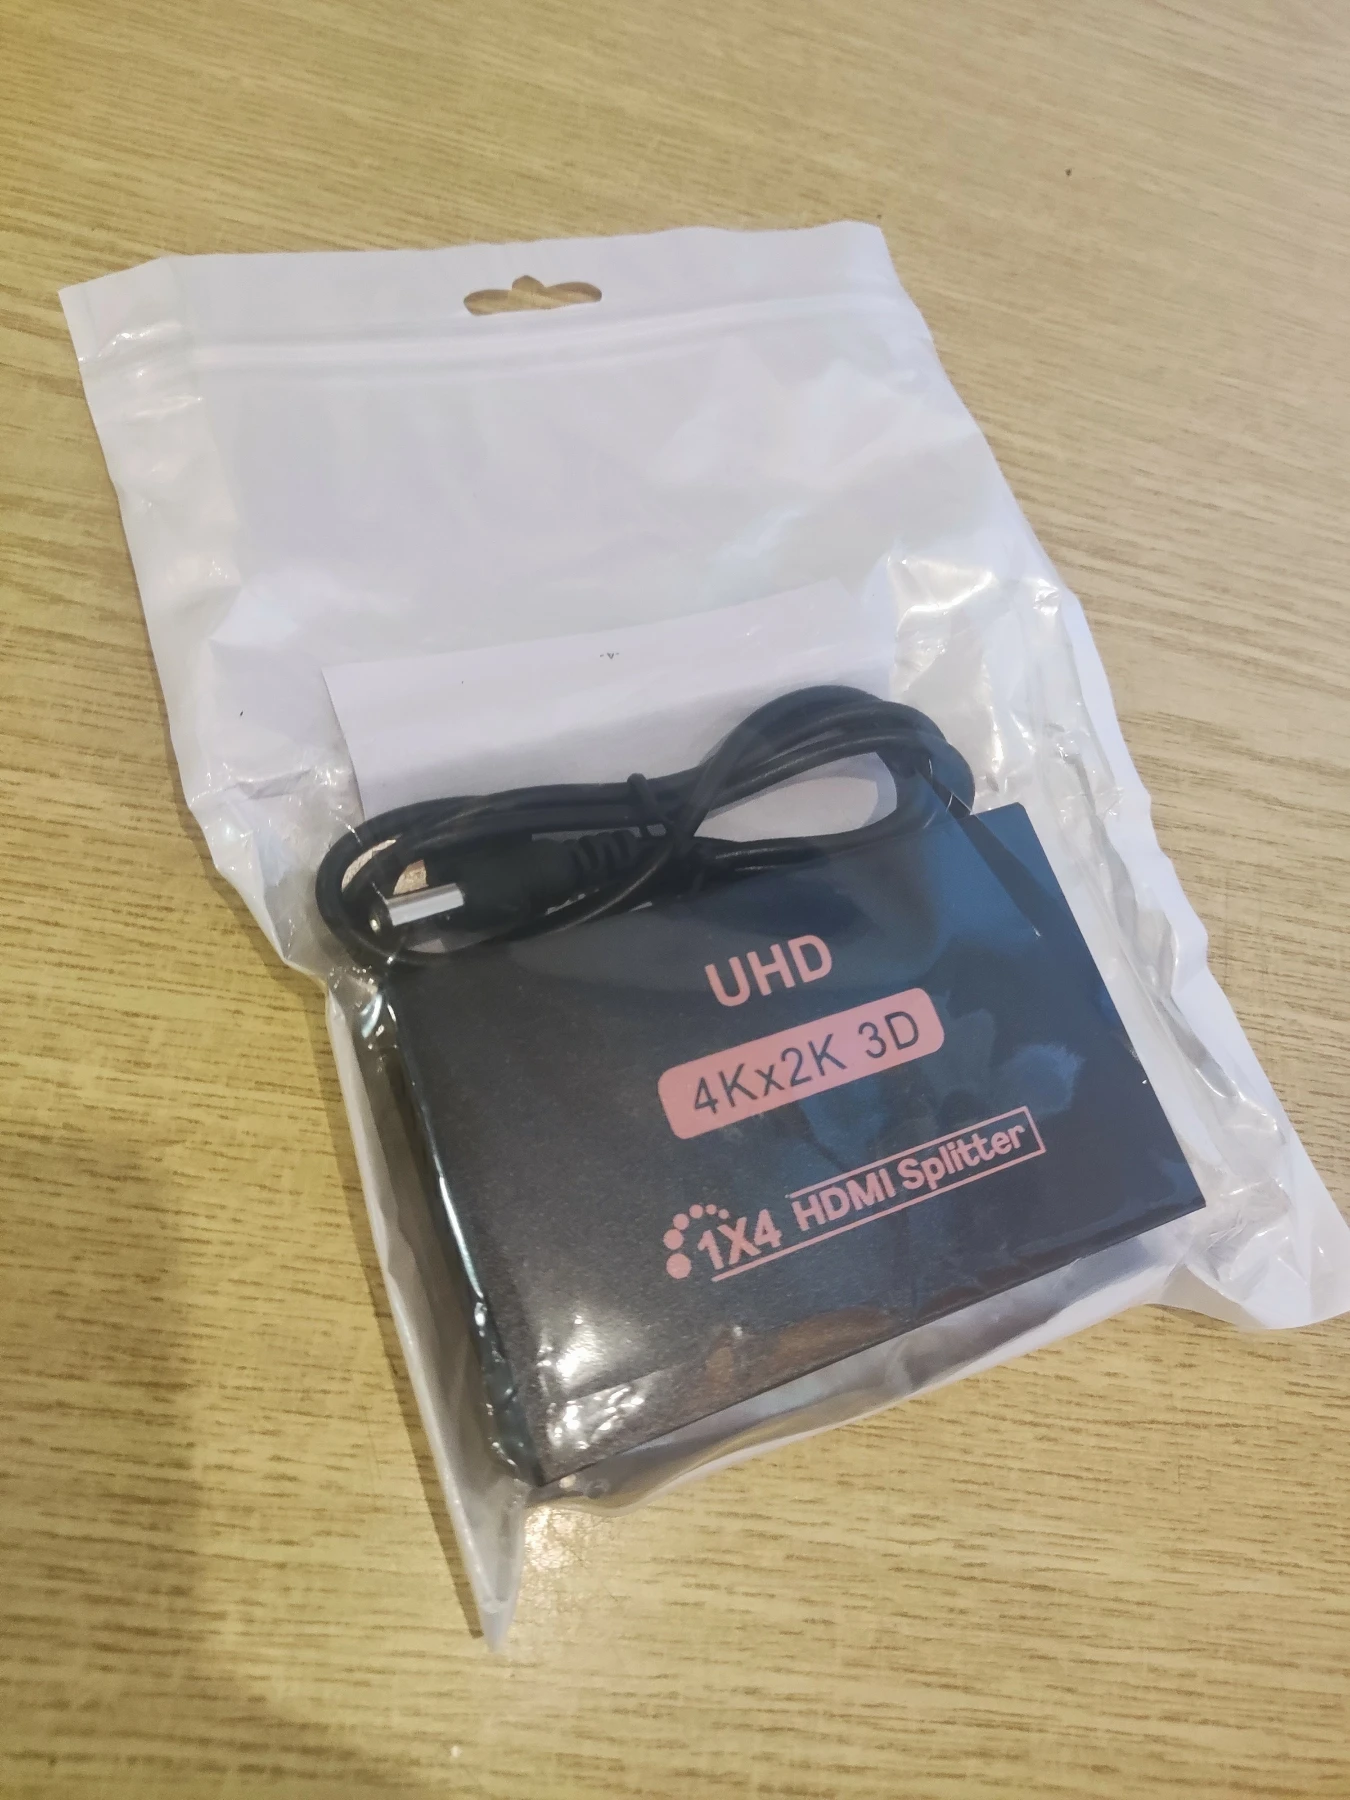 UHD
4Kx2K 3D
1X4 HDMI Splitter